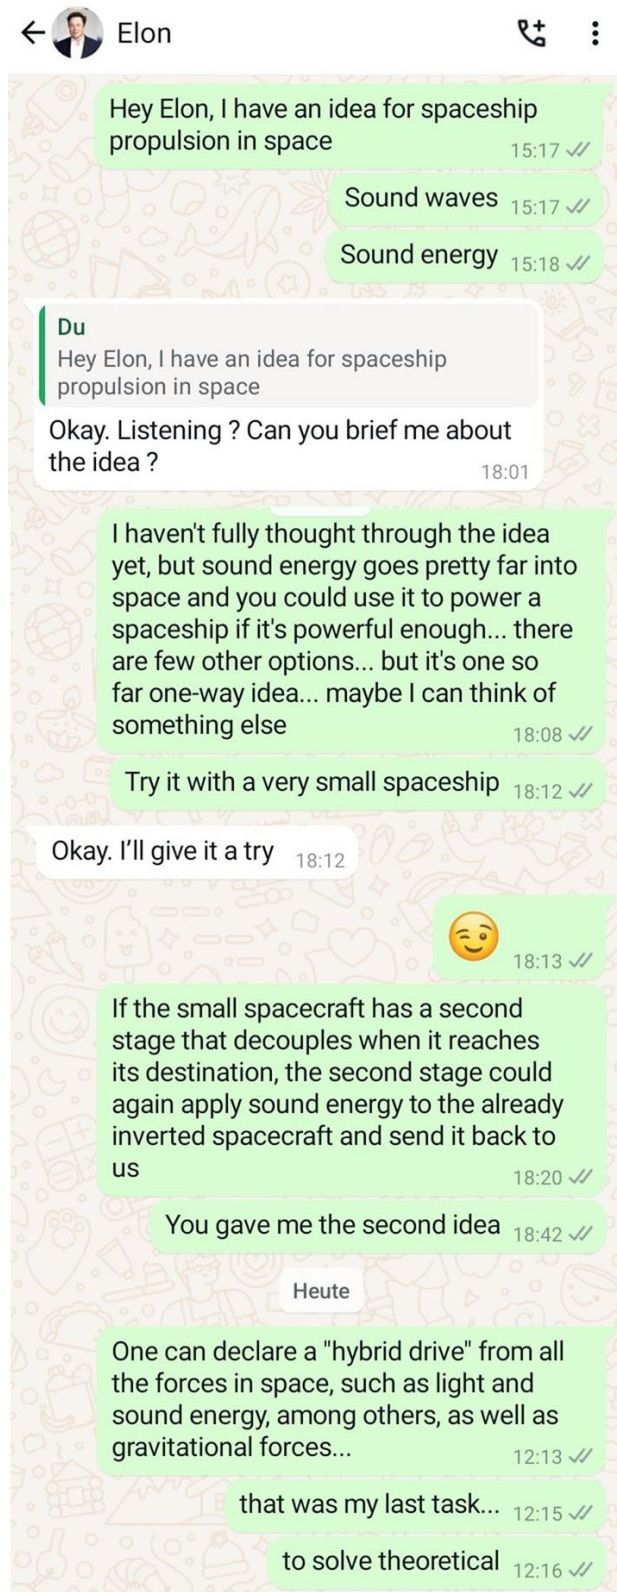 Elon
Hey Elon, I have an idea for spaceship
propulsion in space
15:17
Sound waves 15:17
Sound energy 15:18
Du
Hey Elon, I have an idea for spaceship
propulsion in space
Okay. Listening ? Can you brief me about
the idea ?
18:01
I haven't fully thought through the idea
yet, but sound energy goes pretty far into
space and you could use it to power a
spaceship if it's powerful enough... there
are few other options... but it's one so
far one-way idea... maybe I can think of
something else
18:08
Try it with a very small spaceship 18:12
Okay. I’ll give it a try 18:12
😉
18:13
If the small spacecraft has a second
stage that decouples when it reaches
its destination, the second stage could
again apply sound energy to the already
inverted spacecraft and send it back to
us
18:20
You gave me the second idea 18:42
Heute
One can declare a "hybrid drive" from all
the forces in space, such as light and
sound energy, among others, as well as
gravitational forces...
12:13
that was my last task... 12:15
to solve theoretical 12:16